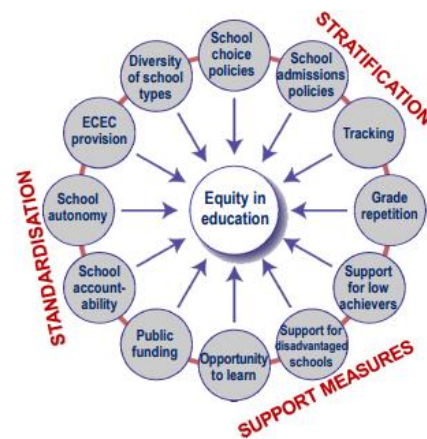 School
choice
policies
School
admissions
policies
STRATIFICATION
Tracking
Grade
repetition
Support
for low
achievers
Support for
disadvantaged
schools
SUPPORT MEASURES
Opportunity
to learn
Public
funding
School
account-
ability
STANDARDISATION
School
autonomy
ECEC
provision
Diversity
of school
types
Equity in
education